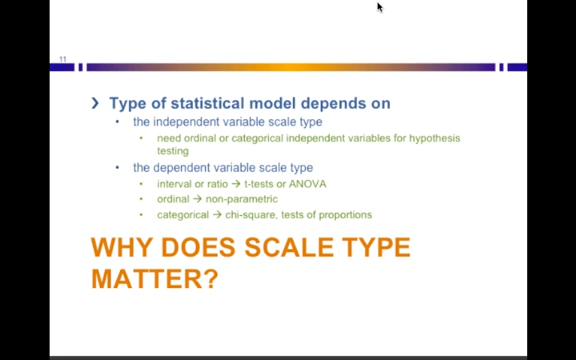 11
Type of statistical model depends on
• the independent variable scale type
• need ordinal or categorical independent variables for hypothesis
testing
• the dependent variable scale type
• interval or ratio → t-tests or ANOVA
• ordinal → non-parametric
• categorical → chi-square, tests of proportions
WHY DOES SCALE TYPE
MATTER?